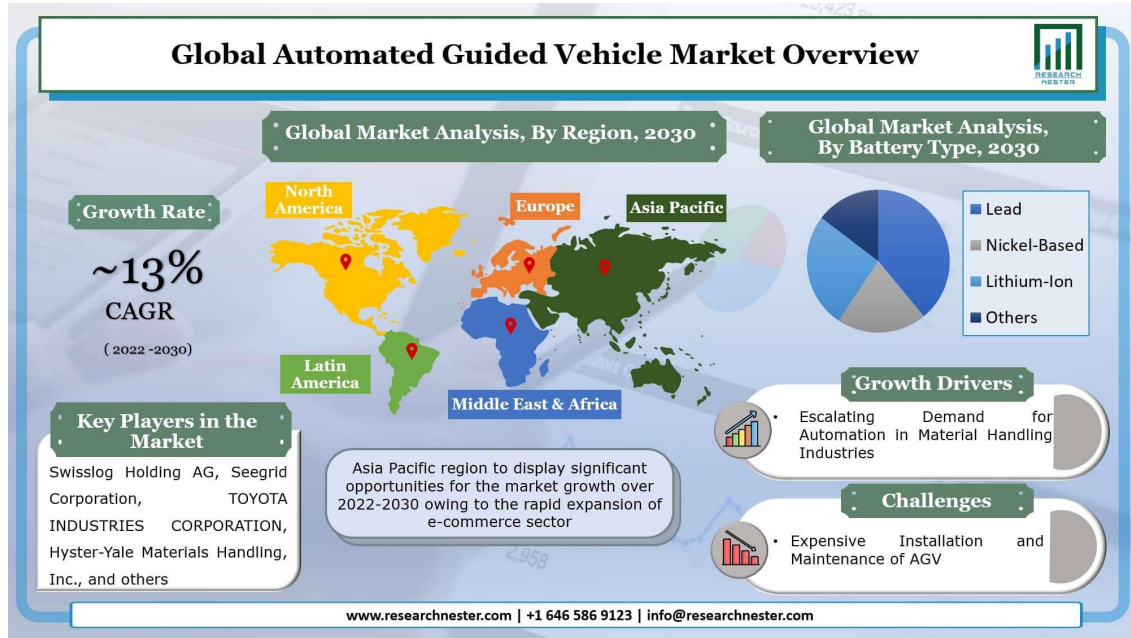 Global Automated Guided Vehicle Market Overview
RESEARCH
NESTER
Global Market Analysis, By Region, 2030
Global Market Analysis,
By Battery Type, 2030
Growth Rate
~13%
CAGR
( 2022 -2030)
North
America
Europe
Asia Pacific
Latin
America
Middle East & Africa
Lead
Nickel-Based
Lithium-Ion
Others
Key Players in the
Market
Swisslog Holding AG, Seegrid
Corporation, TOYOTA
INDUSTRIES CORPORATION,
Hyster-Yale Materials Handling,
Inc., and others
Asia Pacific region to display significant
opportunities for the market growth over
2022-2030 owing to the rapid expansion of
e-commerce sector
2,958
Growth Drivers
• Escalating Demand for
Automation in Material Handling
Industries
Challenges
• Expensive Installation and
Maintenance of AGV
www.researchnester.com | +1 646 586 9123 | info@researchnester.com